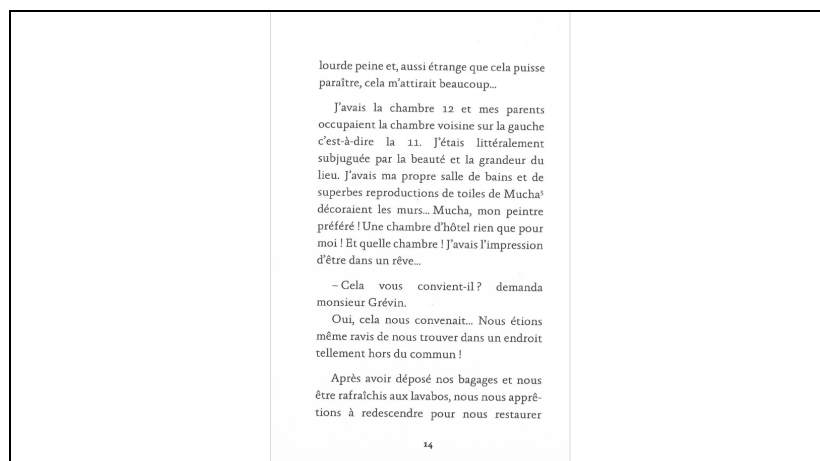 lourde peine et, aussi étrange que cela puisse
paraître, cela m'attirait beaucoup…
J'avais la chambre 12 et mes parents
occupaient la chambre voisine sur la gauche
c'est-à-dire la 11. J'étais littéralement
subjuguée par la beauté et la grandeur du
lieu. J'avais ma propre salle de bains et de
superbes reproductions de toiles de Mucha⁵
décoraient les murs… Mucha, mon peintre
préféré ! Une chambre d'hôtel rien que pour
moi ! Et quelle chambre ! J'avais l'impression
d'être dans un rêve…
– Cela vous convient-il ? demanda
monsieur Grévin.
Oui, cela nous convenait… Nous étions
même ravis de nous trouver dans un endroit
tellement hors du commun !
Après avoir déposé nos bagages et nous
être rafraîchis aux lavabos, nous nous apprê-
tions à redescendre pour nous restaurer
14